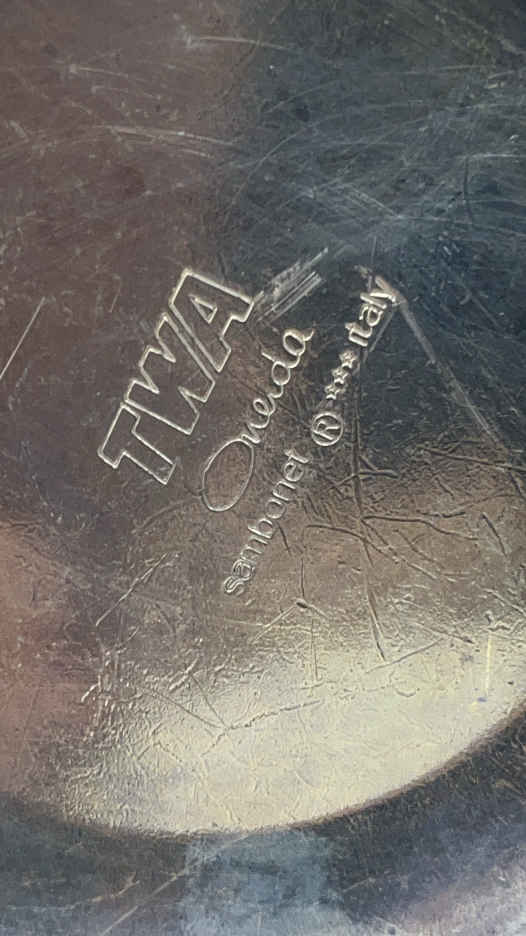 TWA
Oneida
sambonet ® *** italy